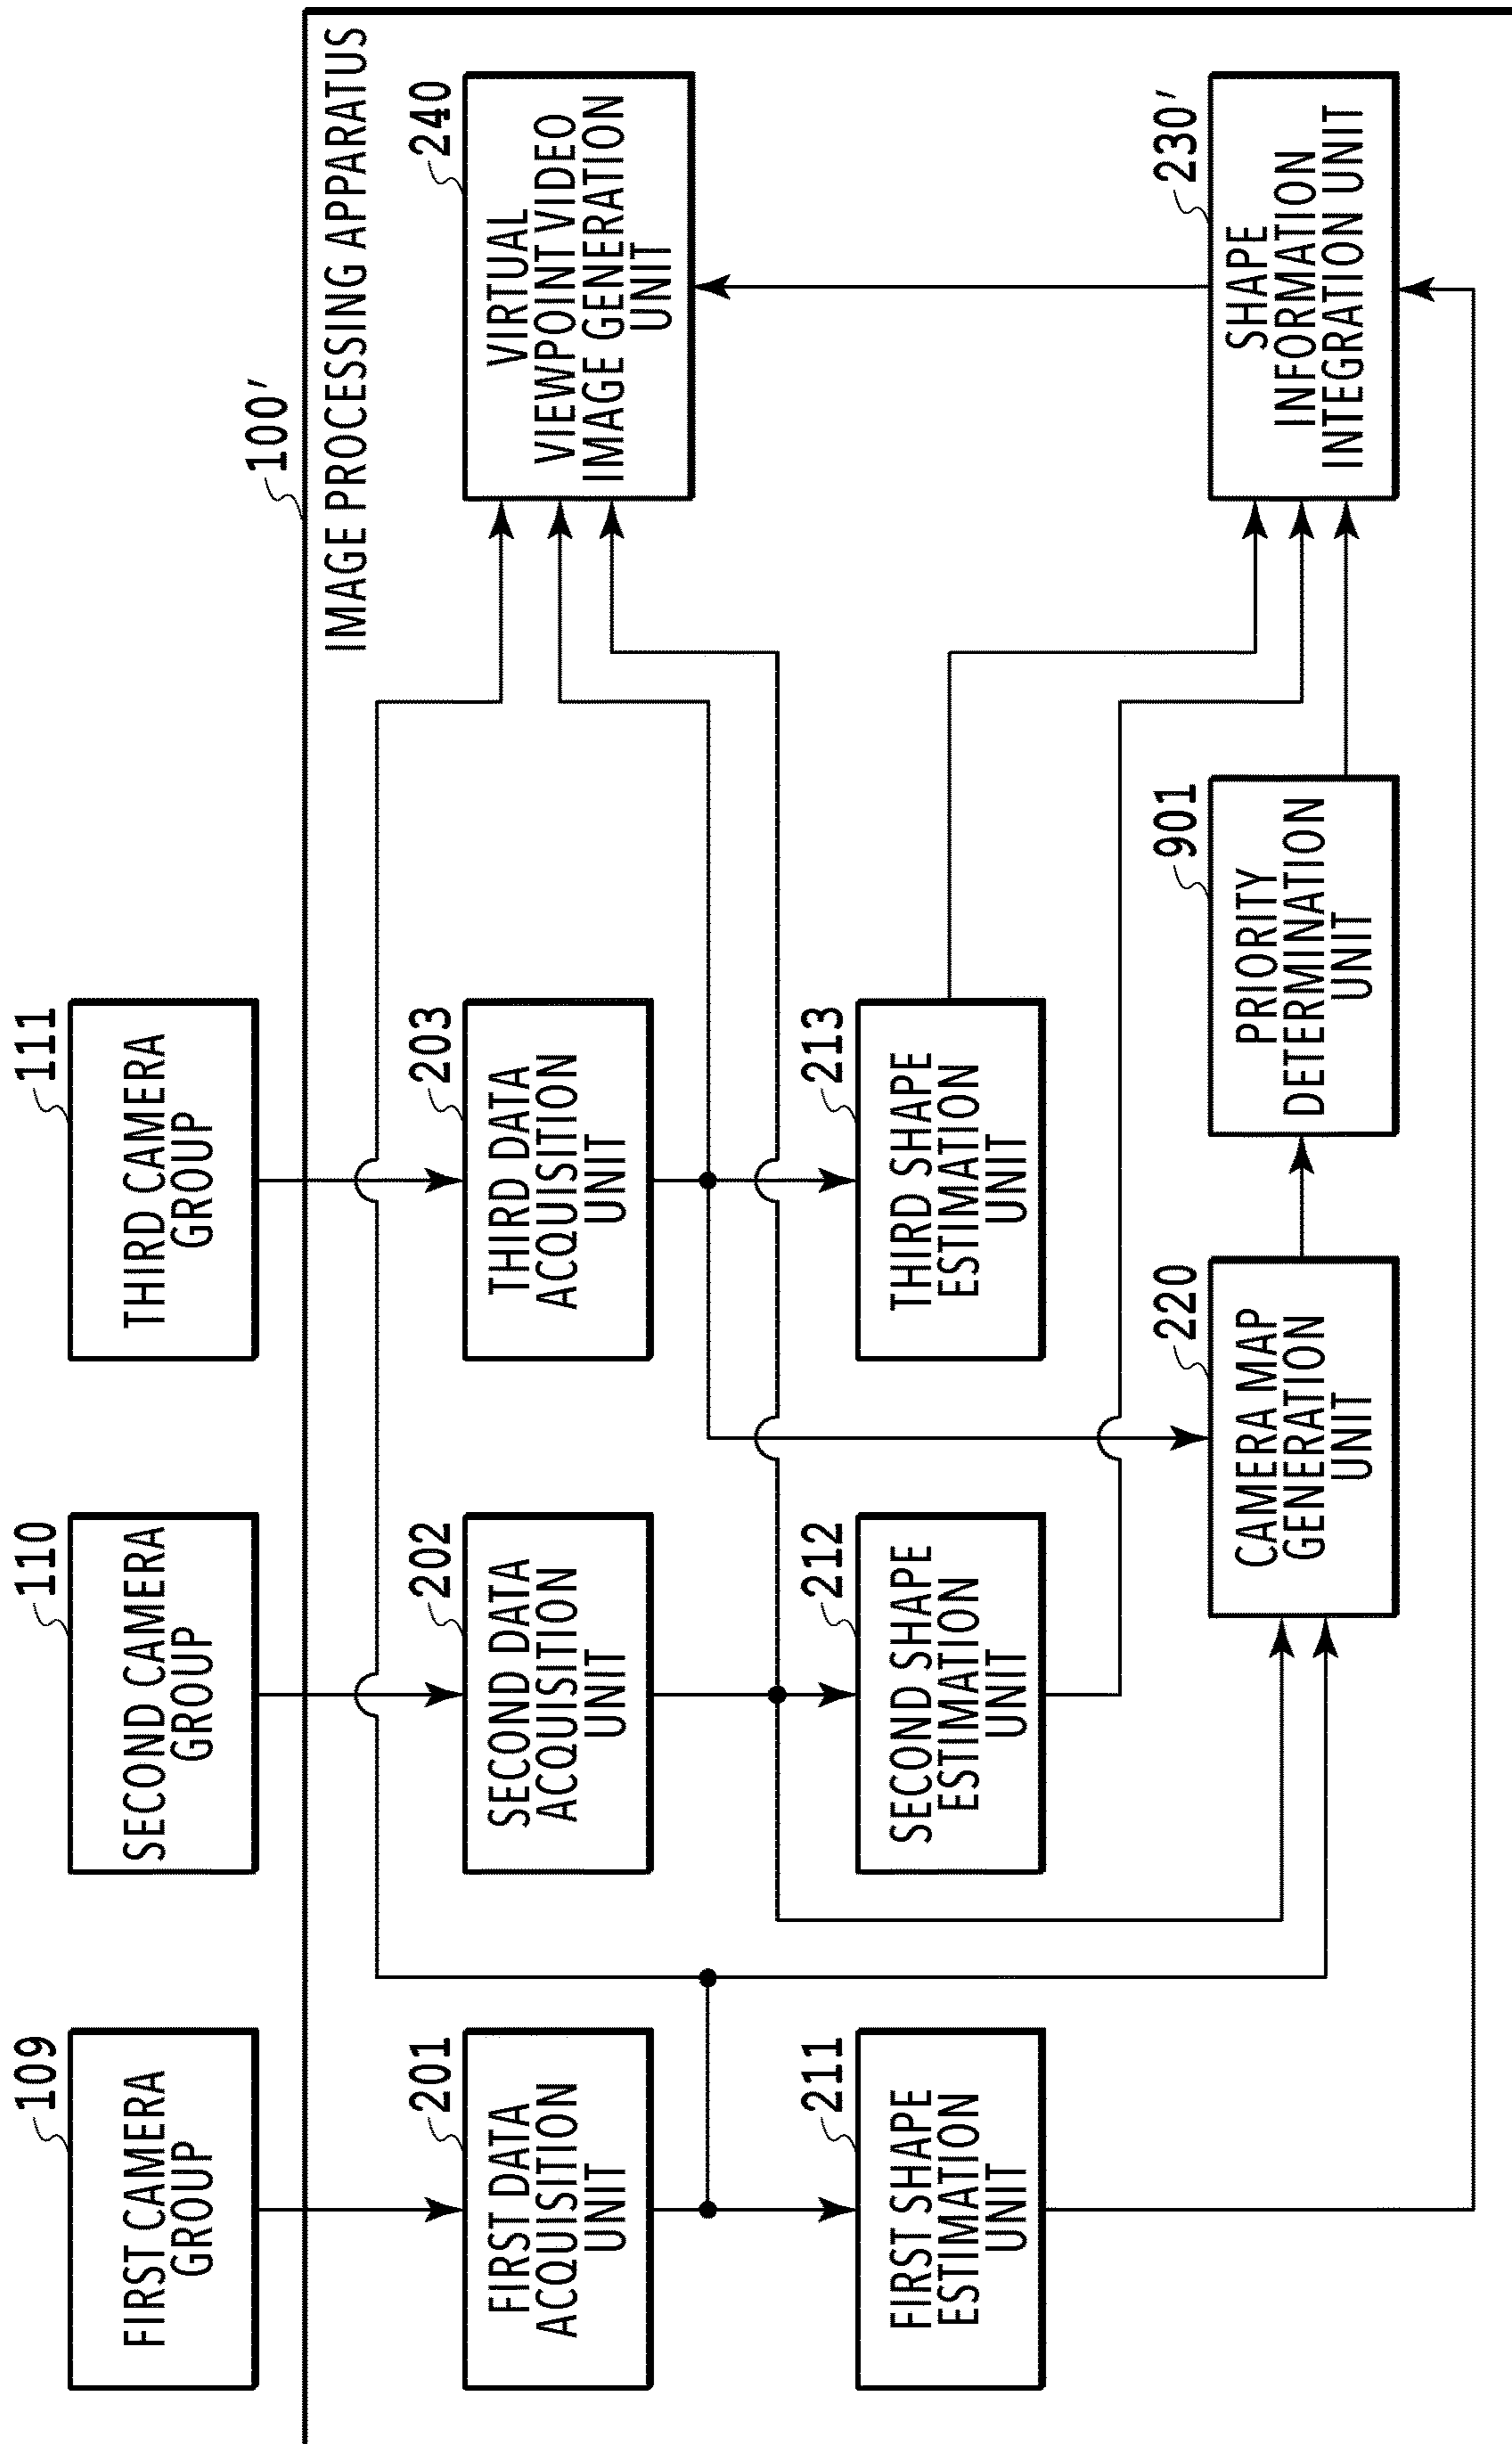 109
FIRST CAMERA
GROUP
110
SECOND CAMERA
GROUP
111
THIRD CAMERA
GROUP
100′
IMAGE PROCESSING APPARATUS
201
FIRST DATA
ACQUISITION
UNIT
202
SECOND DATA
ACQUISITION
UNIT
203
THIRD DATA
ACQUISITION
UNIT
240
VIRTUAL
VIEWPOINT VIDEO
IMAGE GENERATION
UNIT
211
FIRST SHAPE
ESTIMATION
UNIT
212
SECOND SHAPE
ESTIMATION
UNIT
213
THIRD SHAPE
ESTIMATION
UNIT
220
CAMERA MAP
GENERATION
UNIT
901
PRIORITY
DETERMINATION
UNIT
230′
SHAPE
INFORMATION
INTEGRATION UNIT